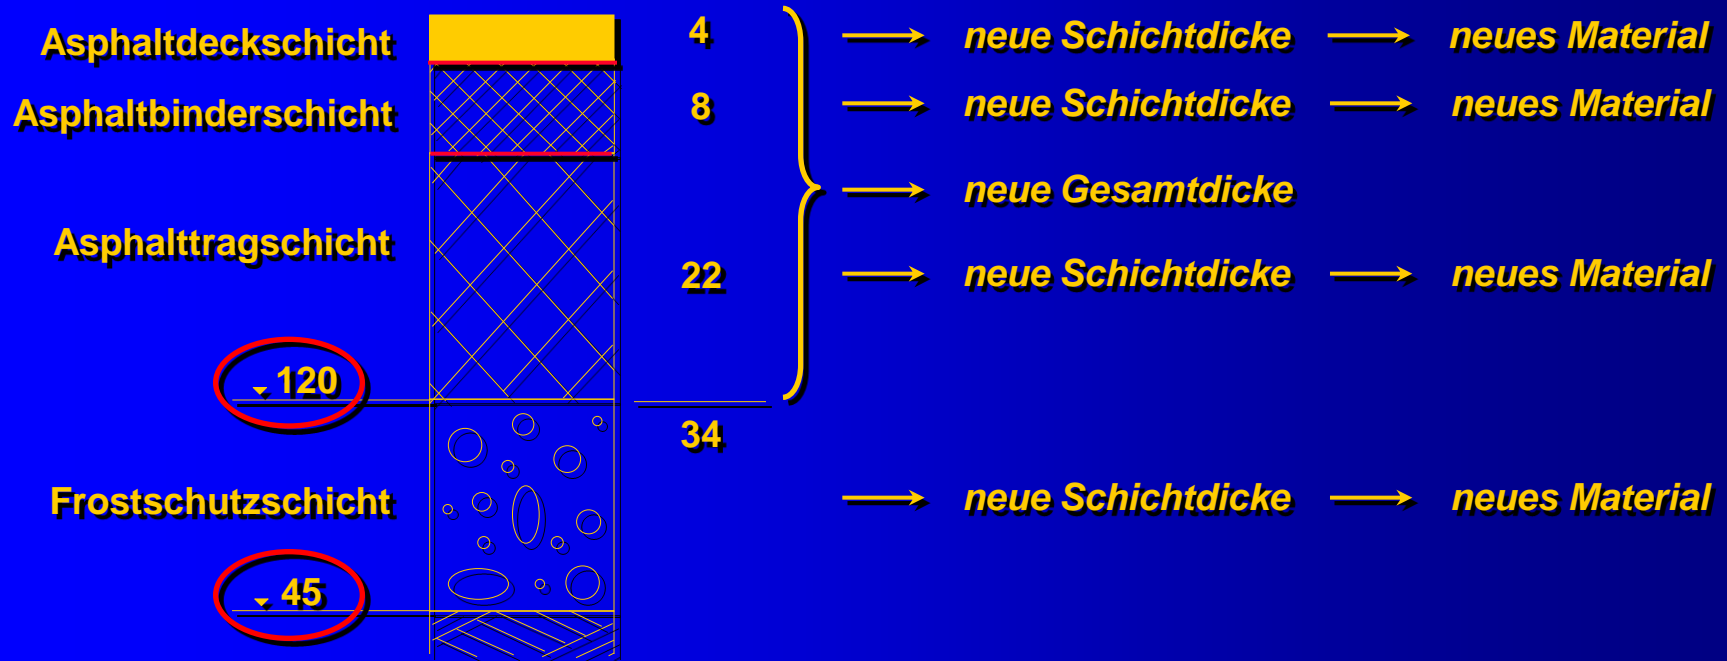 Asphaltdeckschicht 4 neue Schichtdicke neues Material
Asphaltbinderschicht 8 neue Schichtdicke neues Material
neue Gesamtdicke
Asphalttragschicht 22 neue Schichtdicke neues Material
120
34
Frostschutzschicht neue Schichtdicke neues Material
45